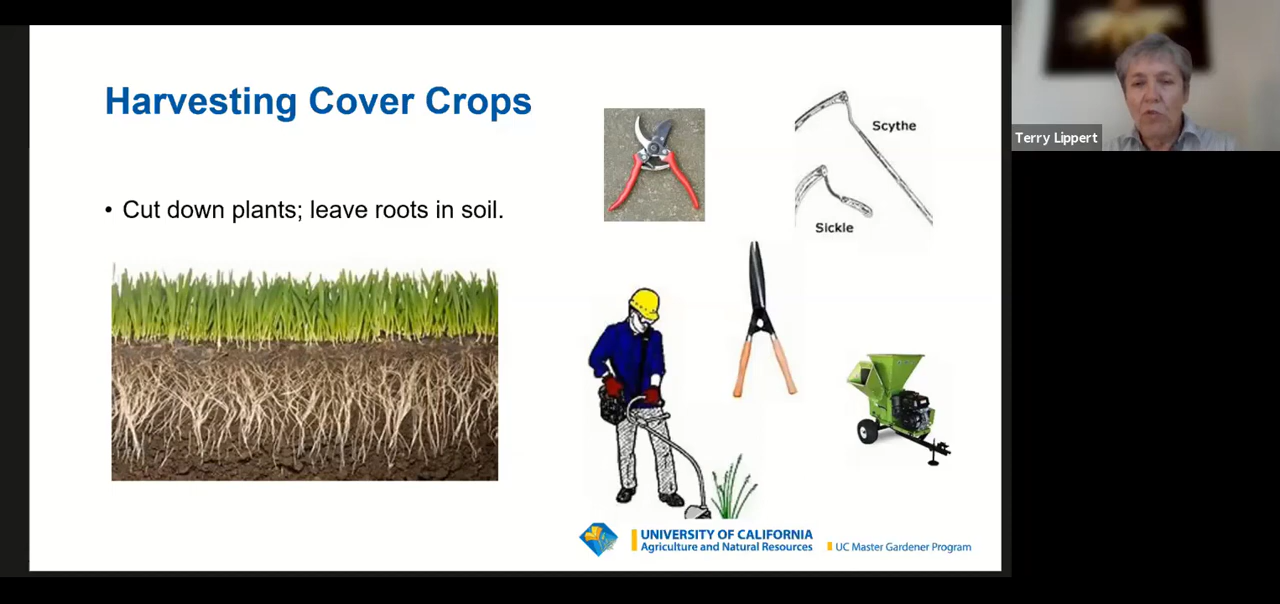 Harvesting Cover Crops
• Cut down plants; leave roots in soil.
Scythe
Sickle
UNIVERSITY OF CALIFORNIA
Agriculture and Natural Resources
UC Master Gardener Program
Terry Lippert